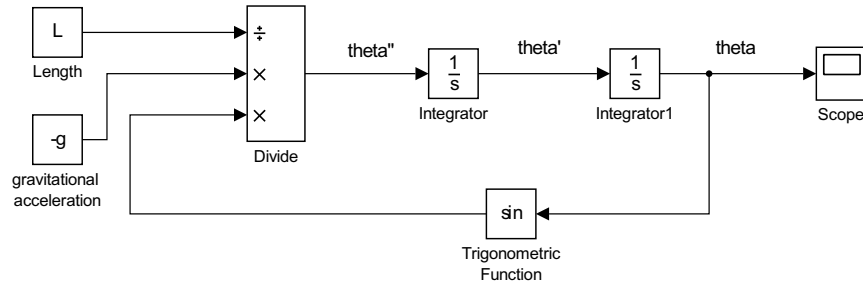 L
Length
-g
gravitational
acceleration
÷
×
×
Divide
theta''
1
s
Integrator
theta'
1
s
Integrator1
theta
Scope
sin
Trigonometric
Function